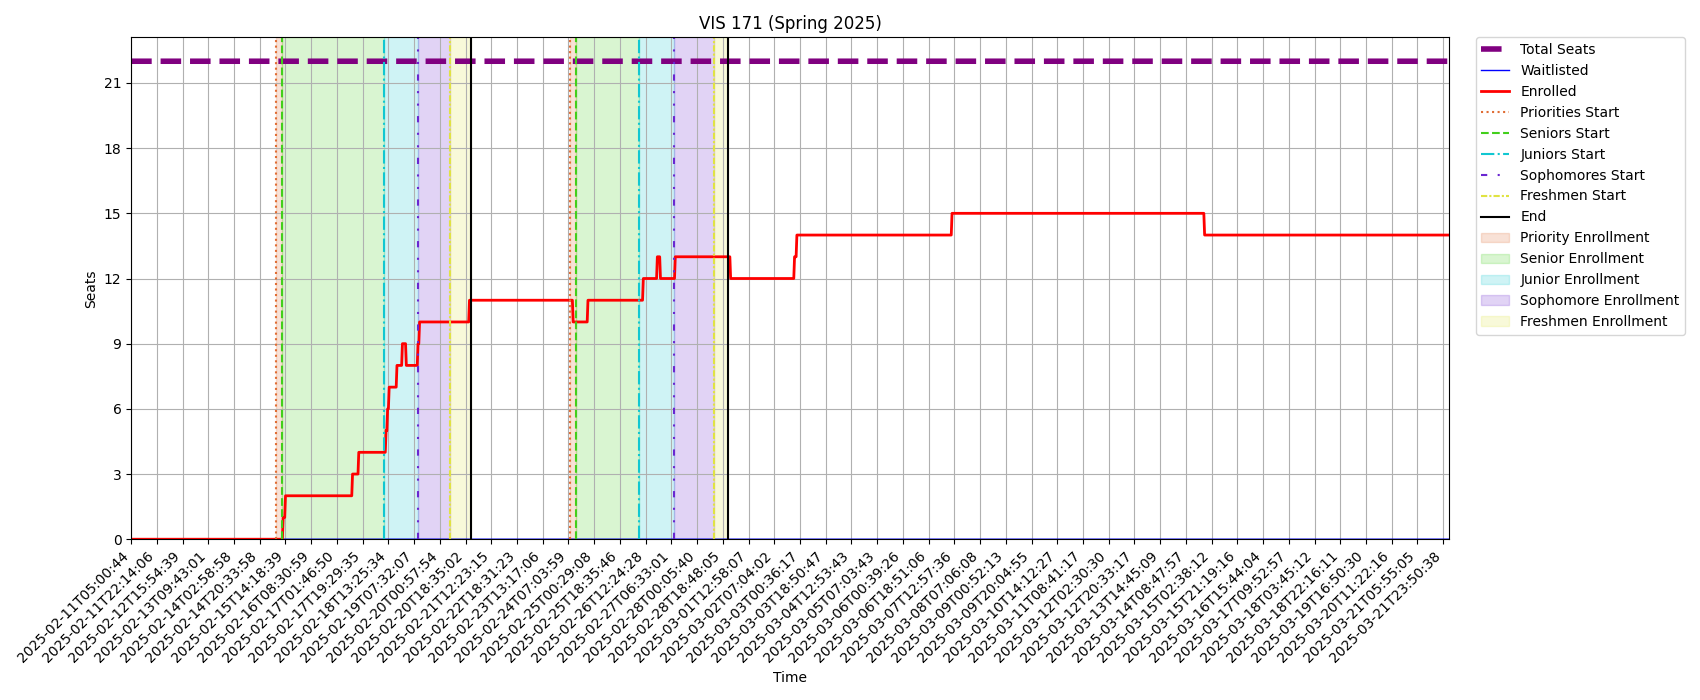 VIS 171 (Spring 2025)
Seats
21
18
15
12
9
6
3
0
2025-02-11T05:00:44
2025-02-11T22:14:06
2025-02-12T15:54:39
2025-02-13T09:43:01
2025-02-14T02:58:58
2025-02-14T20:33:58
2025-02-15T14:18:39
2025-02-16T08:30:59
2025-02-17T01:46:50
2025-02-17T19:29:35
2025-02-18T13:25:34
2025-02-19T07:32:07
2025-02-20T00:57:54
2025-02-20T18:35:02
2025-02-21T12:23:15
2025-02-22T18:31:23
2025-02-23T13:17:06
2025-02-24T07:03:59
2025-02-25T00:29:08
2025-02-25T18:35:46
2025-02-26T12:24:28
2025-02-27T06:33:01
2025-02-28T00:05:40
2025-02-28T18:48:05
2025-03-01T12:58:07
2025-03-02T07:04:02
2025-03-03T00:36:17
2025-03-03T18:50:47
2025-03-04T12:53:43
2025-03-05T07:03:43
2025-03-06T00:39:26
2025-03-06T18:51:06
2025-03-07T12:57:36
2025-03-08T07:06:08
2025-03-09T00:52:13
2025-03-09T20:04:55
2025-03-10T14:12:27
2025-03-11T08:41:17
2025-03-12T02:30:30
2025-03-12T20:33:17
2025-03-13T14:45:09
2025-03-14T08:47:57
2025-03-15T02:38:12
2025-03-15T21:19:16
2025-03-16T15:44:04
2025-03-17T09:52:57
2025-03-18T03:45:12
2025-03-18T22:16:11
2025-03-19T16:50:30
2025-03-20T11:22:16
2025-03-21T05:55:05
2025-03-21T23:50:38
Time
Total Seats
Waitlisted
Enrolled
Priorities Start
Seniors Start
Juniors Start
Sophomores Start
Freshmen Start
End
Priority Enrollment
Senior Enrollment
Junior Enrollment
Sophomore Enrollment
Freshmen Enrollment